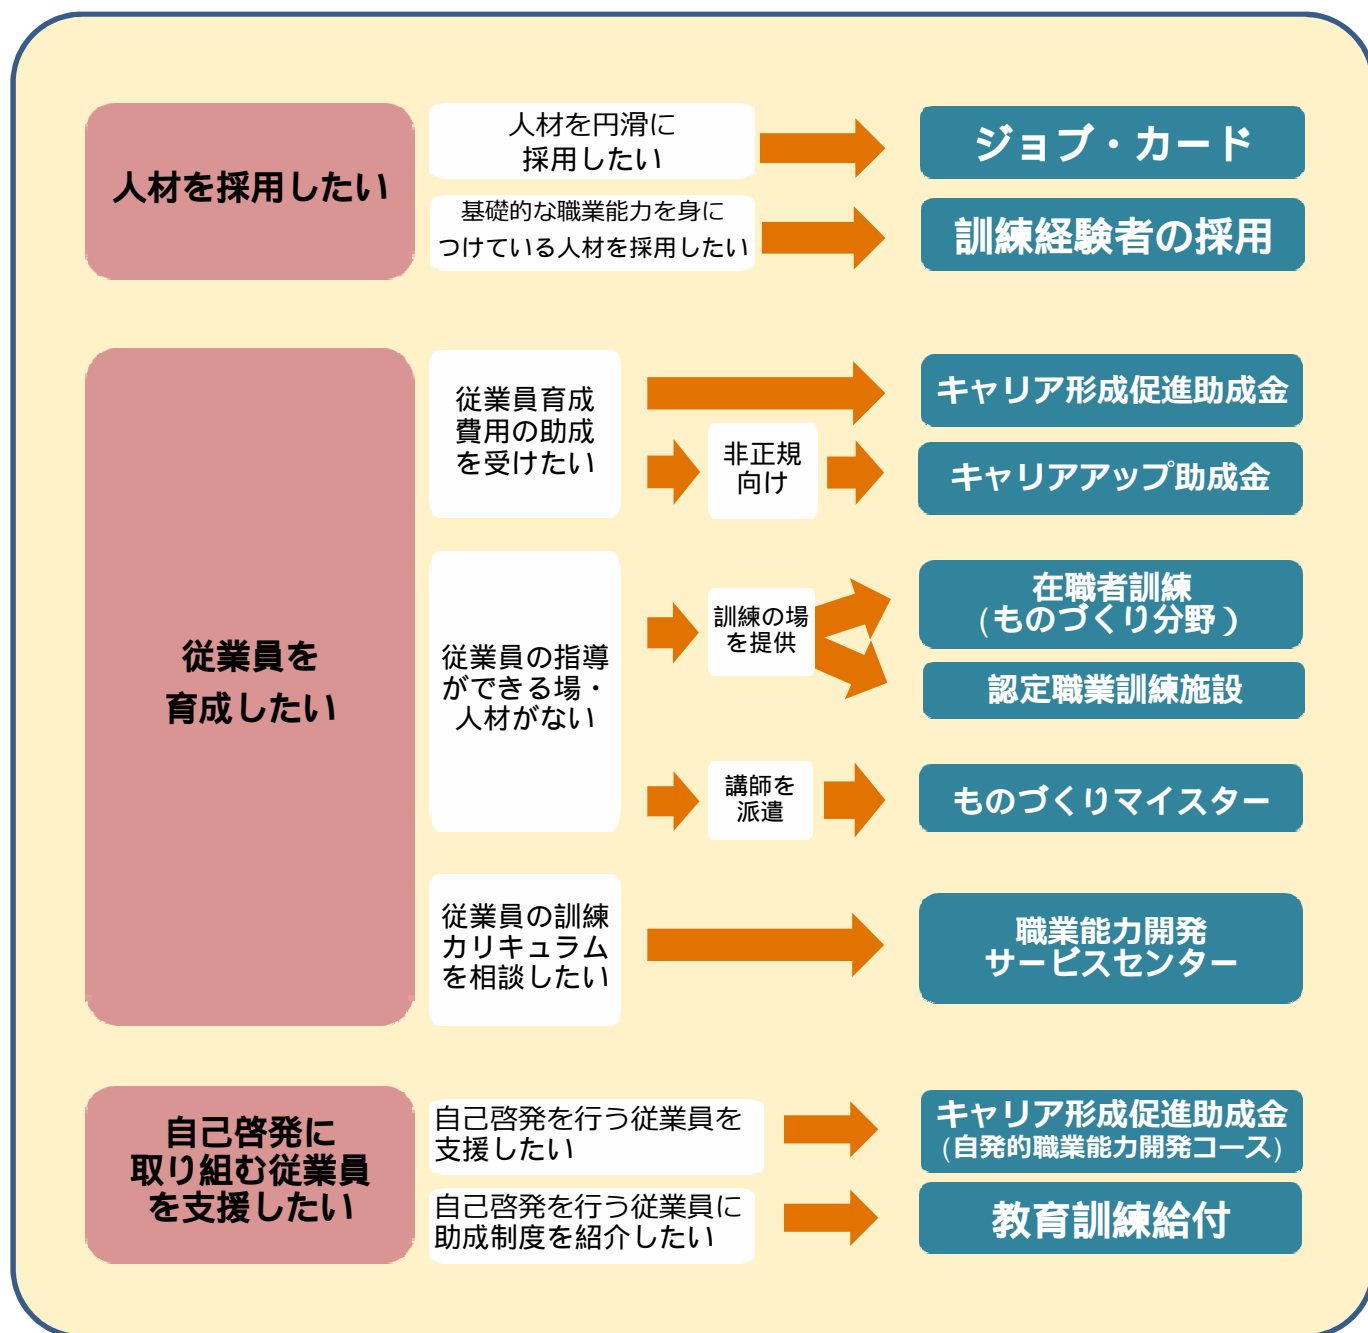 人材を採用したい
人材を円滑に
採用したい
ジョブ・カード
基礎的な職業能力を身に
つけている人材を採用したい
訓練経験者の採用
従業員を
育成したい
従業員育成
費用の助成
を受けたい
キャリア形成促進助成金
非正規
向け
キャリアアップ助成金
従業員の指導
ができる場・
人材がない
訓練の場
を提供
在職者訓練
(ものづくり分野)
認定職業訓練施設
講師を
派遣
ものづくりマイスター
従業員の訓練
カリキュラム
を相談したい
職業能力開発
サービスセンター
自己啓発に
取り組む従業員
を支援したい
自己啓発を行う従業員を
支援したい
キャリア形成促進助成金
(自発的職業能力開発コース)
自己啓発を行う従業員に
助成制度を紹介したい
教育訓練給付